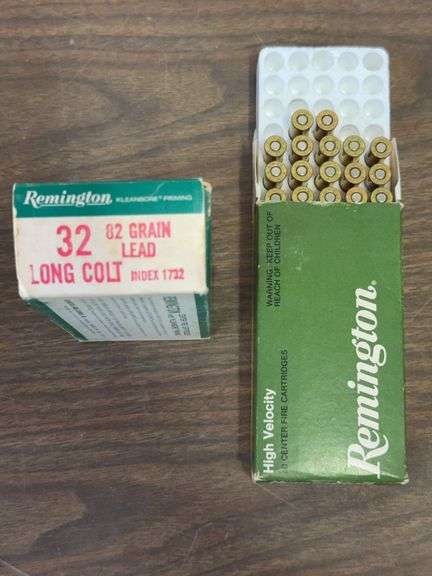 Remington® KLEANBORE PRIMING
32 82 GRAIN
LEAD
LONG COLT INDEX 1732
WARNING: KEEP OUT OF
REACH OF CHILDREN
High Velocity
CENTER FIRE CARTRIDGES
Remington®